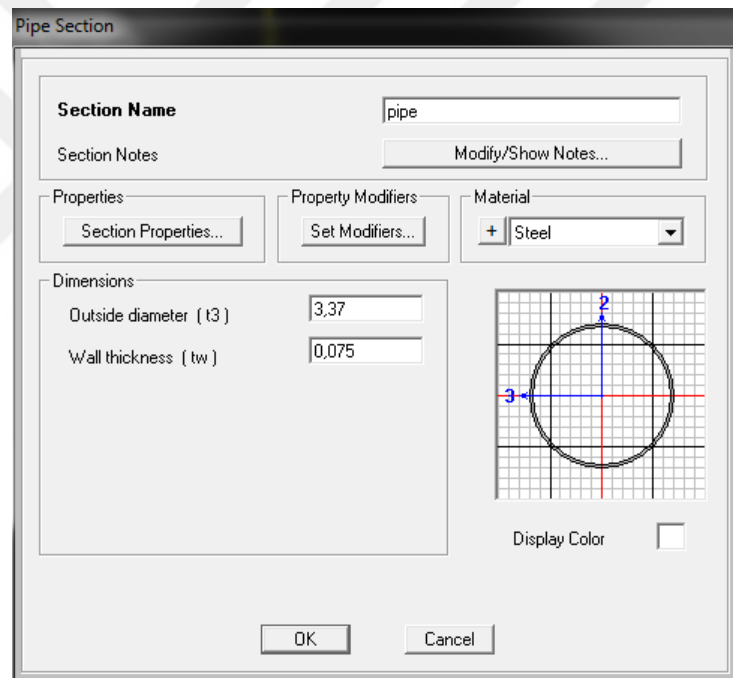 Pipe Section
Section Name
pipe
Section Notes
Modify/Show Notes...
Properties
Section Properties...
Property Modifiers
Set Modifiers...
Material
+
Steel
Dimensions
Outside diameter ( t3 )
3,37
Wall thickness ( tw )
0,075
2
3
Display Color
OK
Cancel